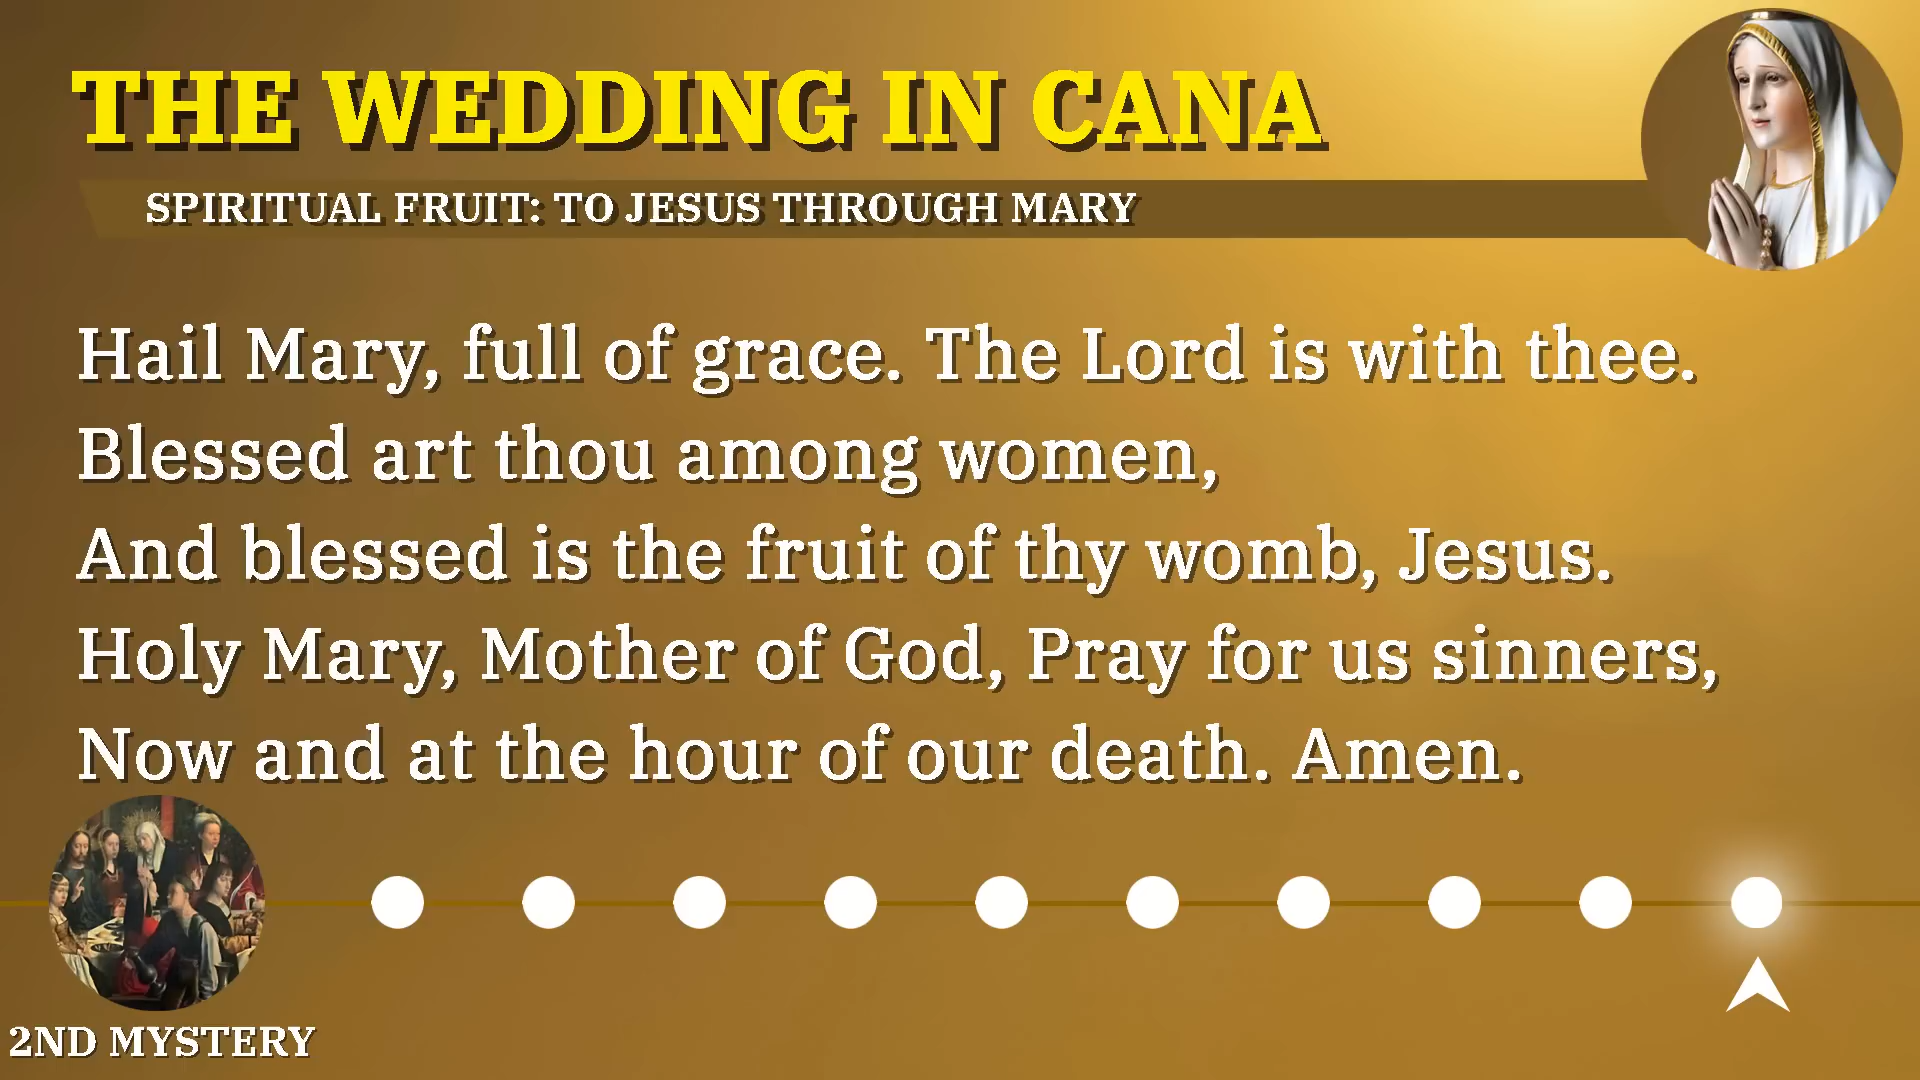 THE WEDDING IN CANA
SPIRITUAL FRUIT: TO JESUS THROUGH MARY
Hail Mary, full of grace. The Lord is with thee.
Blessed art thou among women,
And blessed is the fruit of thy womb, Jesus.
Holy Mary, Mother of God, Pray for us sinners,
Now and at the hour of our death. Amen.
2ND MYSTERY